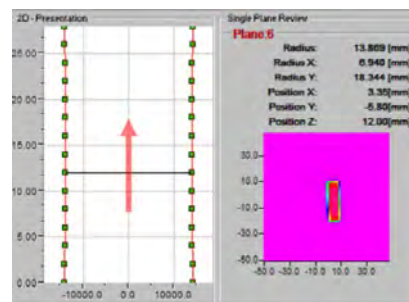 2D - Presentation
25.00
20.00
15.00
10.00
5.00
0.00
-10000.0 0.0 10000.0
Single Plane Review
Plane:6
Radius: 13.869 [mm]
Radius X: 6.940 [mm]
Radius Y: 18.344 [mm]
Position X: 3.35[mm]
Position Y: -5.80[mm]
Position Z: 12.00[mm]
30.0
10.0
-10.0
-30.0
-50.0
-50.0 -30.0 -10.0 10.0 30.0